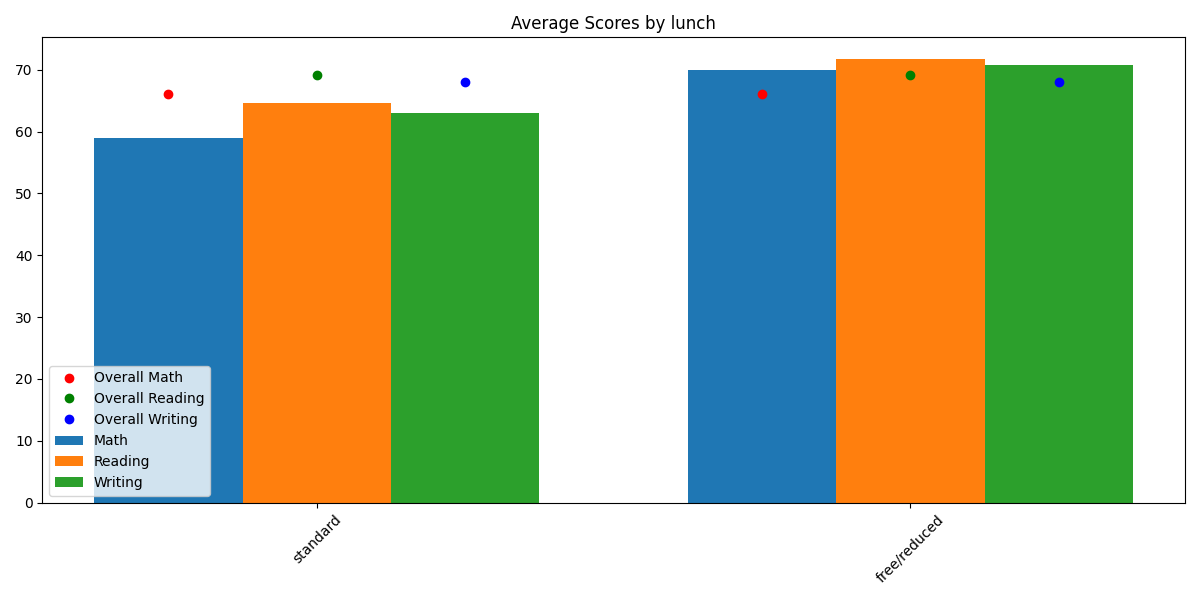 Average Scores by lunch
70
60
50
40
30
20
10
0
Overall Math
Overall Reading
Overall Writing
Math
Reading
Writing
standard
free/reduced